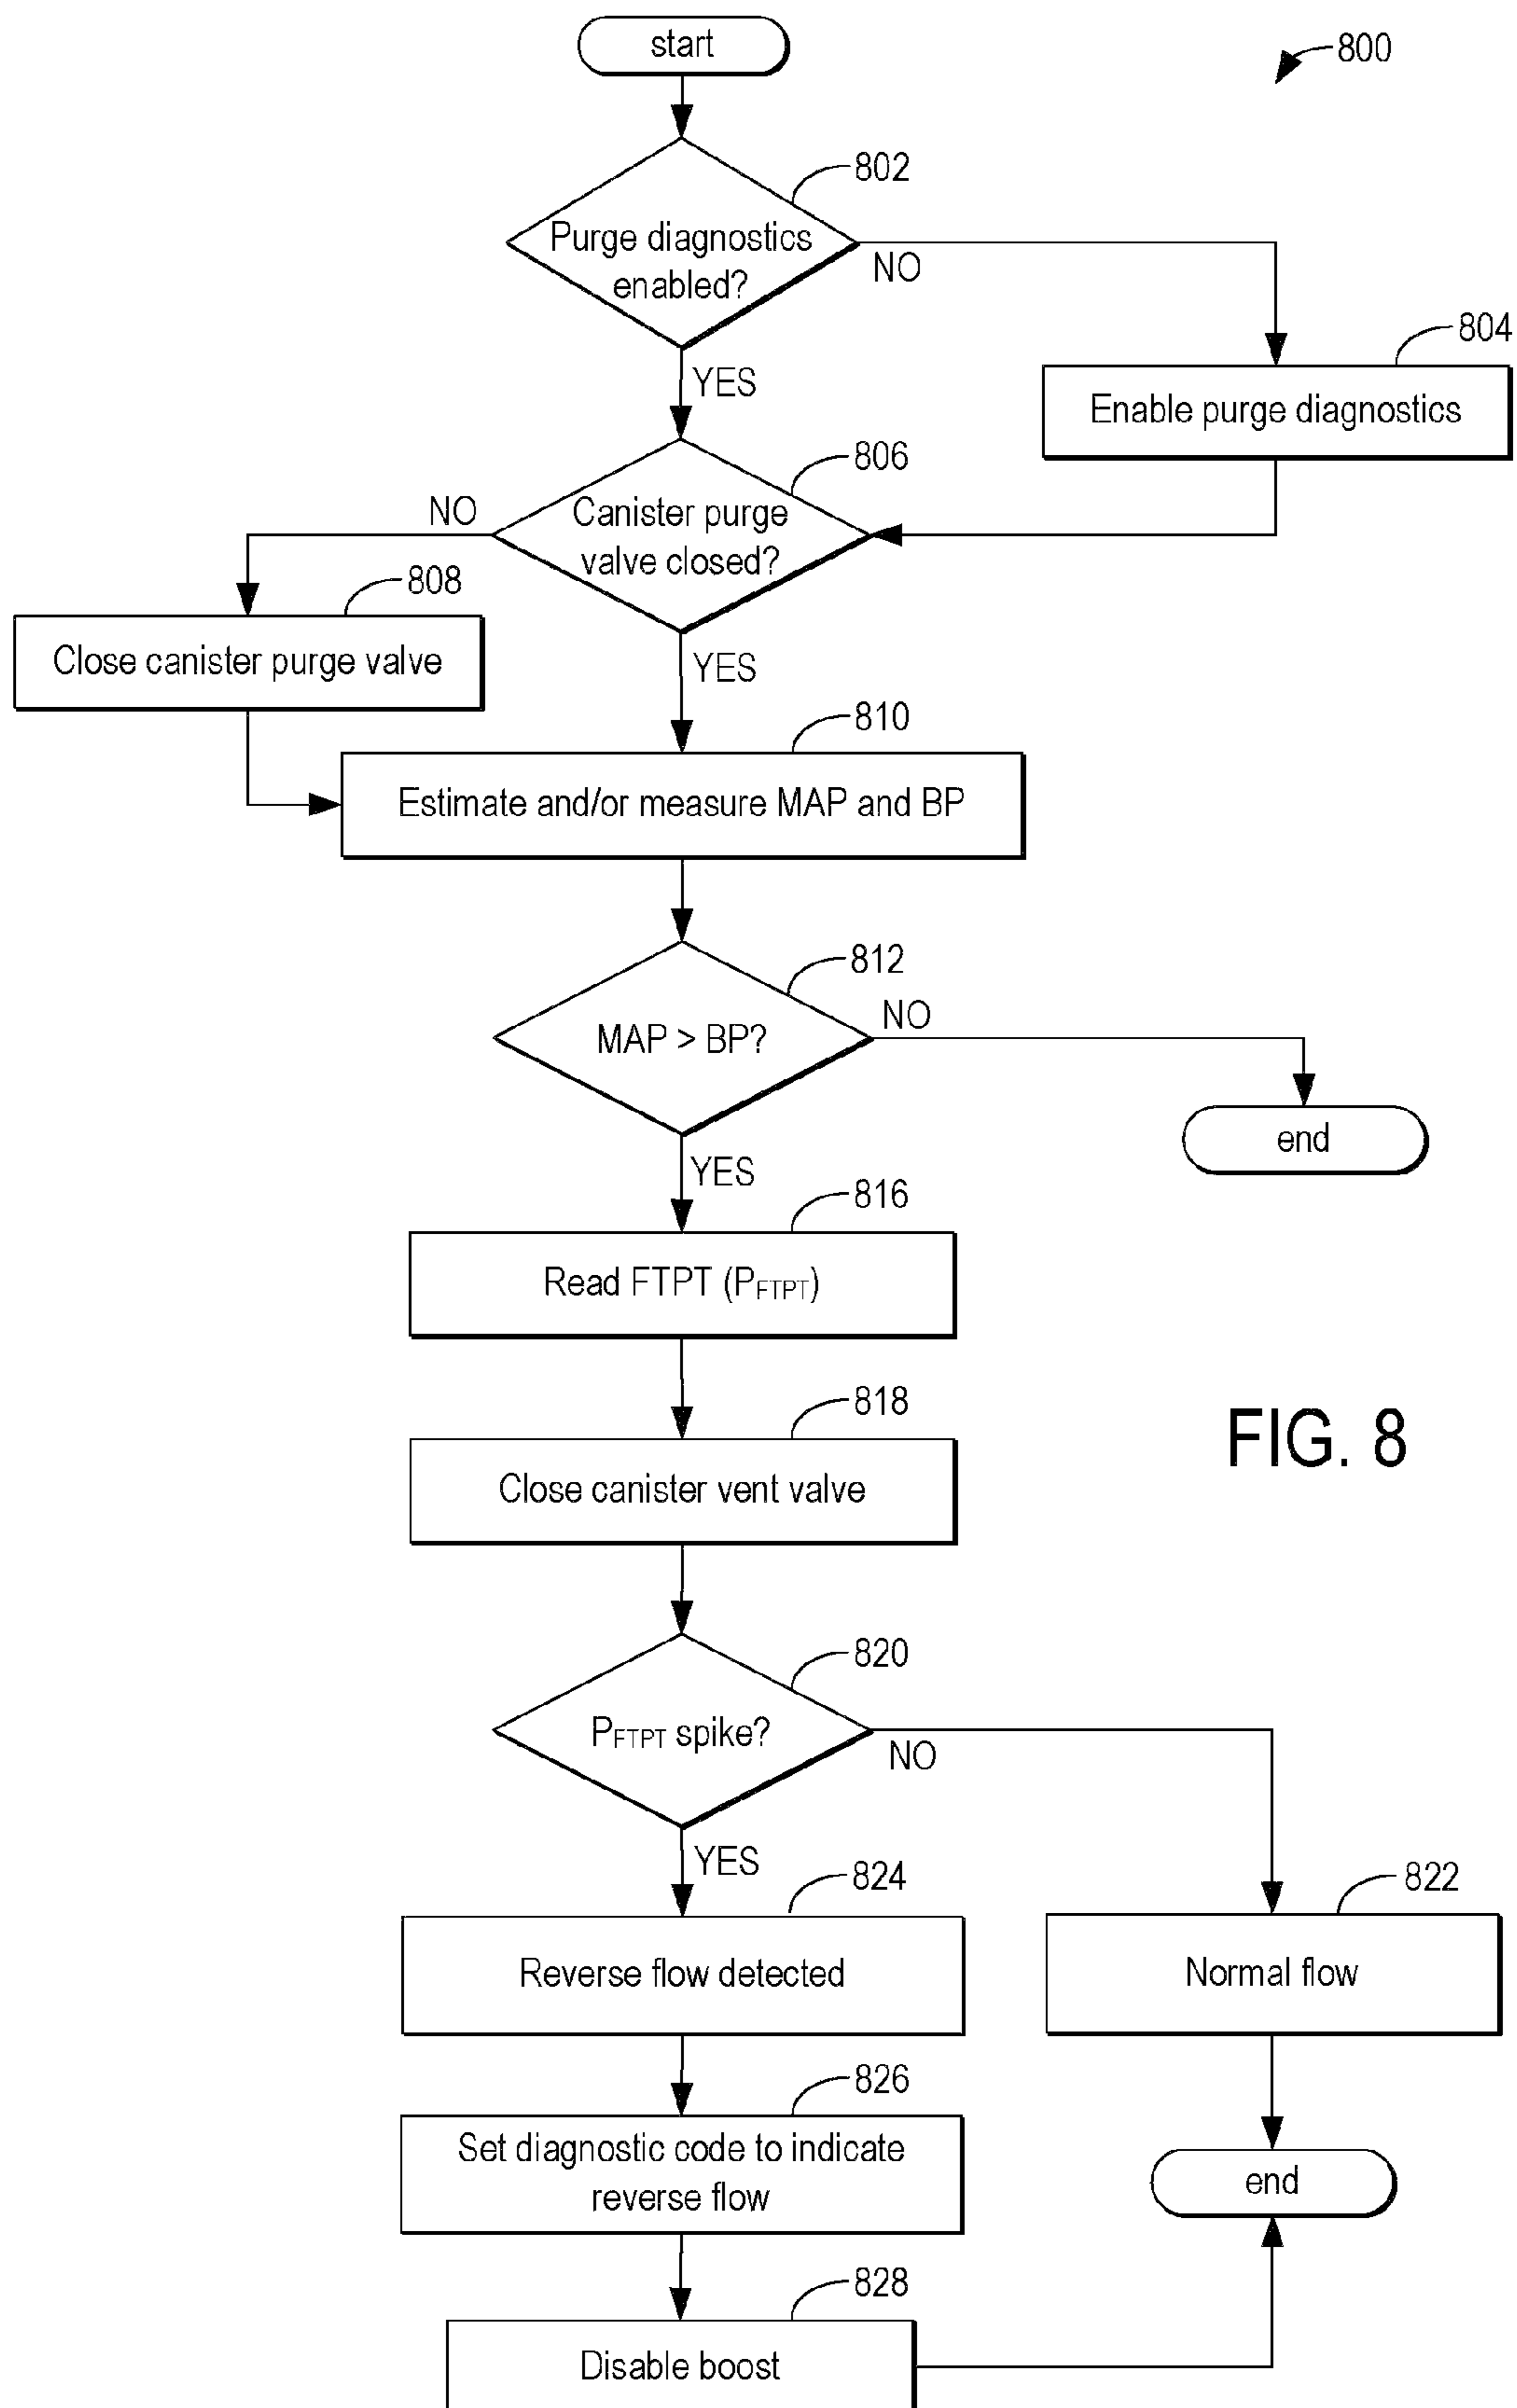 start
800
802
Purge diagnostics
enabled?
NO
804
YES
Enable purge diagnostics
806
NO
Canister purge
valve closed?
808
Close canister purge valve
YES
810
Estimate and/or measure MAP and BP
812
NO
MAP > BP?
end
YES
816
Read FTPT (PFTPT)
818
FIG. 8
Close canister vent valve
820
PFTPT spike?
NO
YES
824
822
Reverse flow detected
Normal flow
826
Set diagnostic code to indicate
reverse flow
end
828
Disable boost